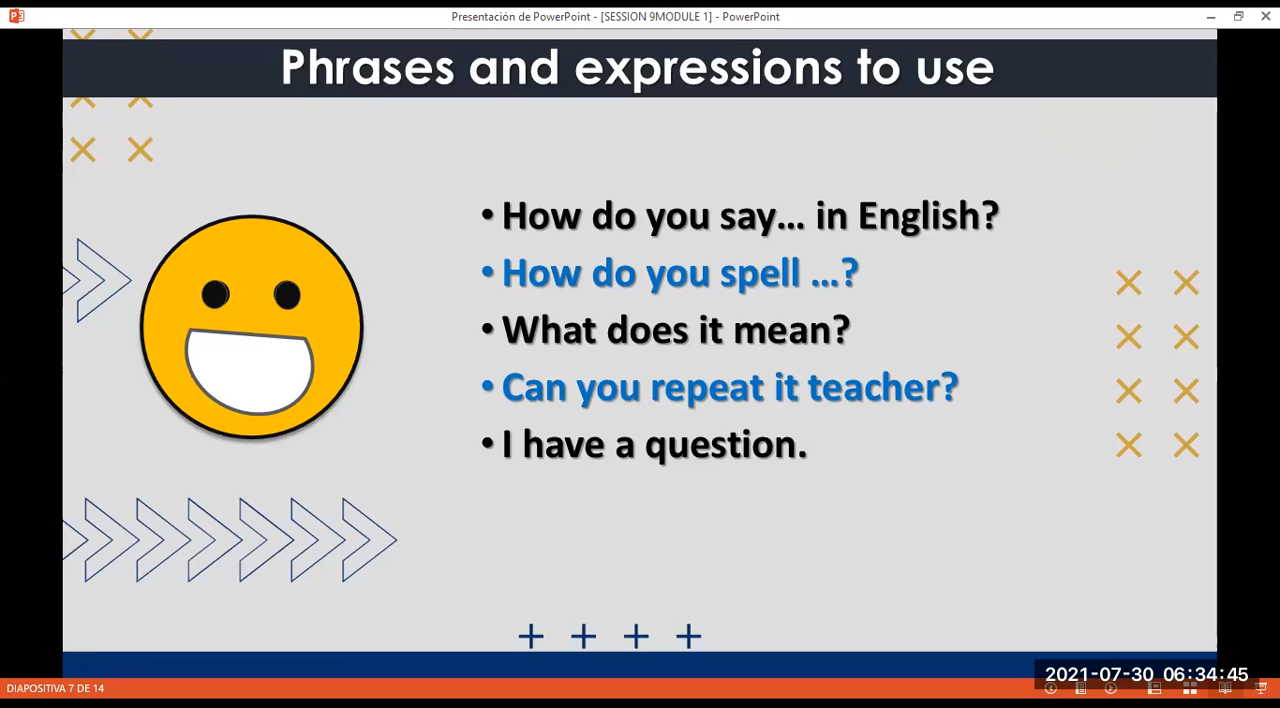 Presentación de PowerPoint - [SESSION 9MODULE 1] - PowerPoint
Phrases and expressions to use
• How do you say... in English?
• How do you spell ...?
• What does it mean?
• Can you repeat it teacher?
• I have a question.
2021-07-30 06:34:45
DIAPOSITIVA 7 DE 14